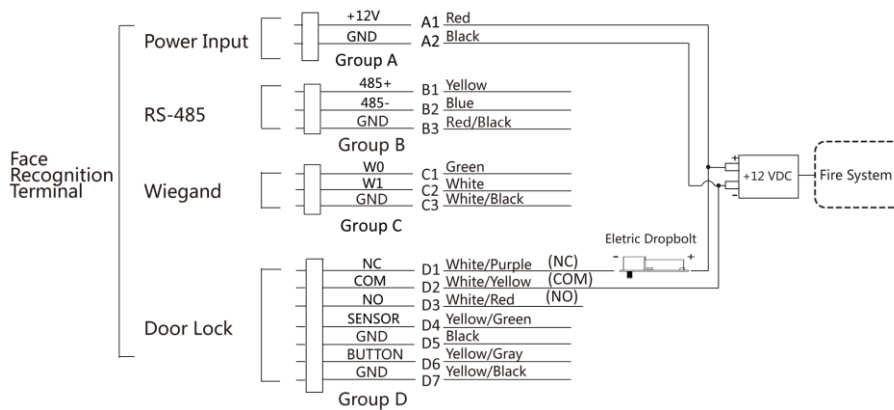 Face
Recognition
Terminal
Power Input
+12V A1 Red
GND A2 Black
Group A
RS-485
485+ B1 Yellow
485- B2 Blue
GND B3 Red/Black
Group B
Wiegand
W0 C1 Green
W1 C2 White
GND C3 White/Black
Group C
Door Lock
NC D1 White/Purple (NC)
COM D2 White/Yellow (COM)
NO D3 White/Red (NO)
SENSOR D4 Yellow/Green
GND D5 Black
BUTTON D6 Yellow/Gray
GND D7 Yellow/Black
Group D
Eletric Dropbolt
- +
+
+12 VDC
-
Fire System